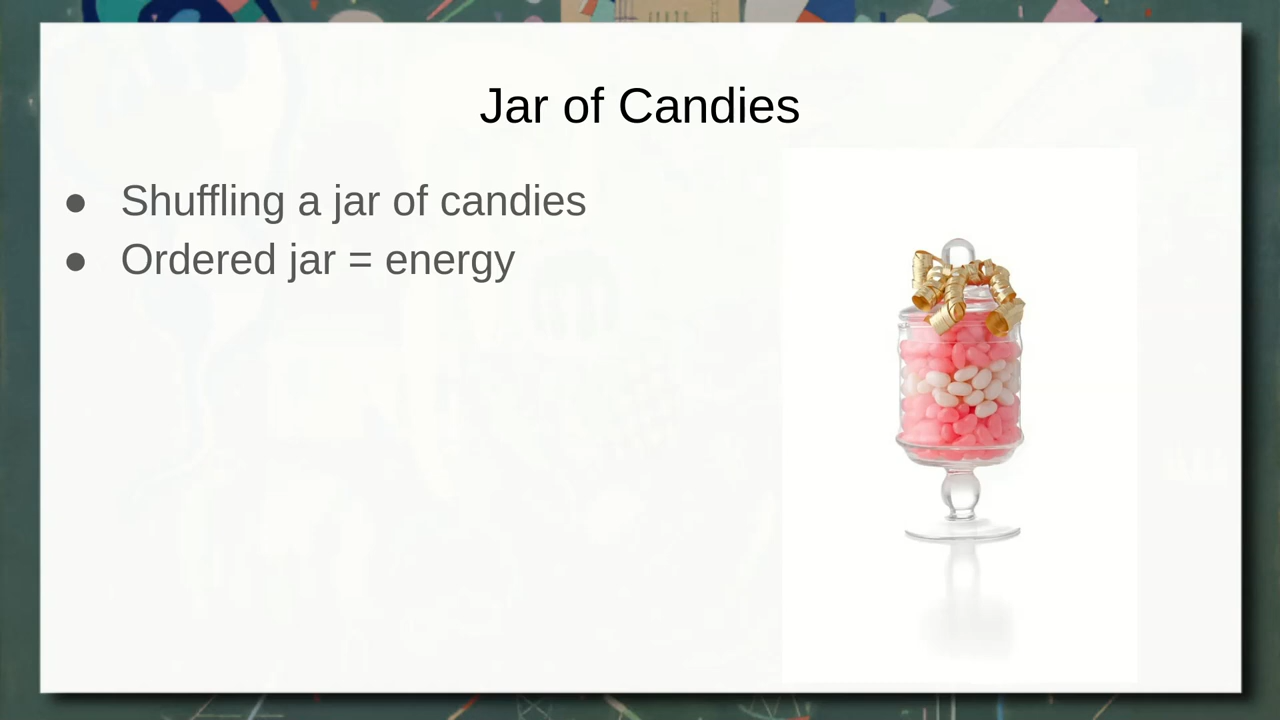 Jar of Candies
● Shuffling a jar of candies
● Ordered jar = energy